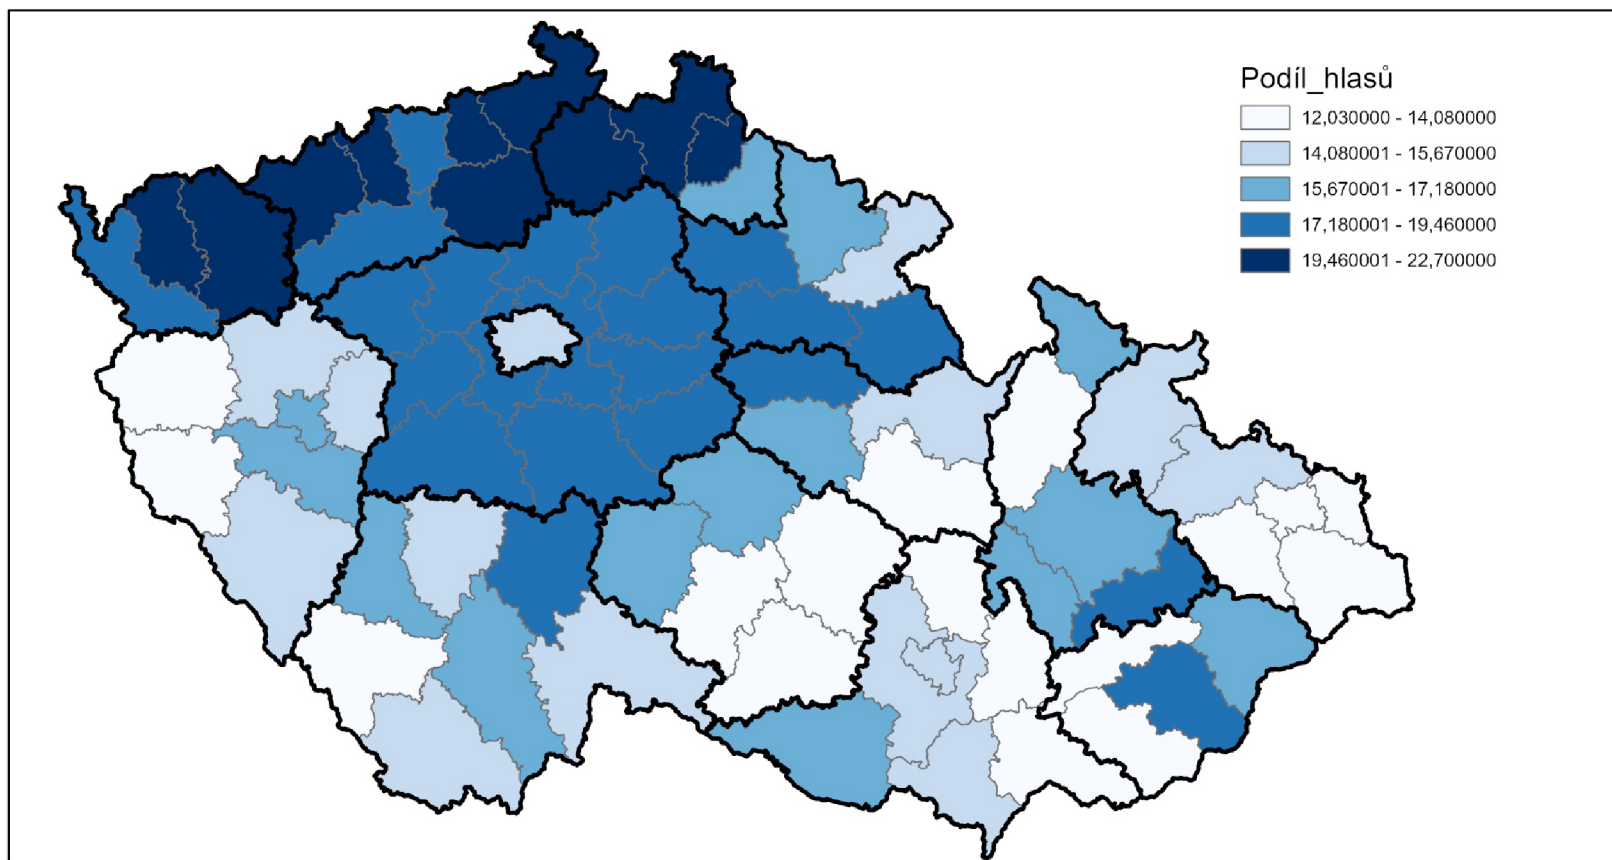 Podíl_hlasů
12,030000 - 14,080000
14,080001 - 15,670000
15,670001 - 17,180000
17,180001 - 19,460000
19,460001 - 22,700000